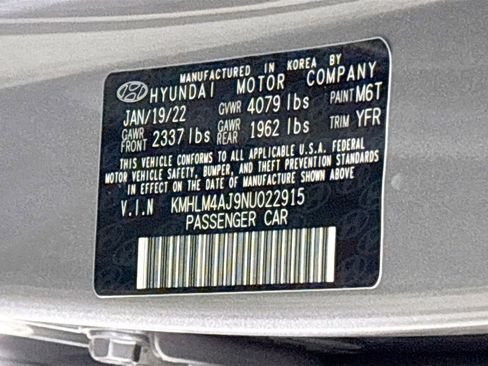 MANUFACTURED IN KOREA BY
HYUNDAI MOTOR COMPANY
JAN/19/22 GVWR 4079 lbs PAINT M6T
GAWR FRONT 2337 lbs GAWR REAR 1962 lbs TRIM YFR
THIS VEHICLE CONFORMS TO ALL APPLICABLE U.S.A. FEDERAL
MOTOR VEHICLE SAFETY, BUMPER, AND THEFT PREVENTION STANDARDS
IN EFFECT ON THE DATE OF MANUFACTURE SHOWN ABOVE
V.I.N KMHLM4AJ9NU022915
PASSENGER CAR